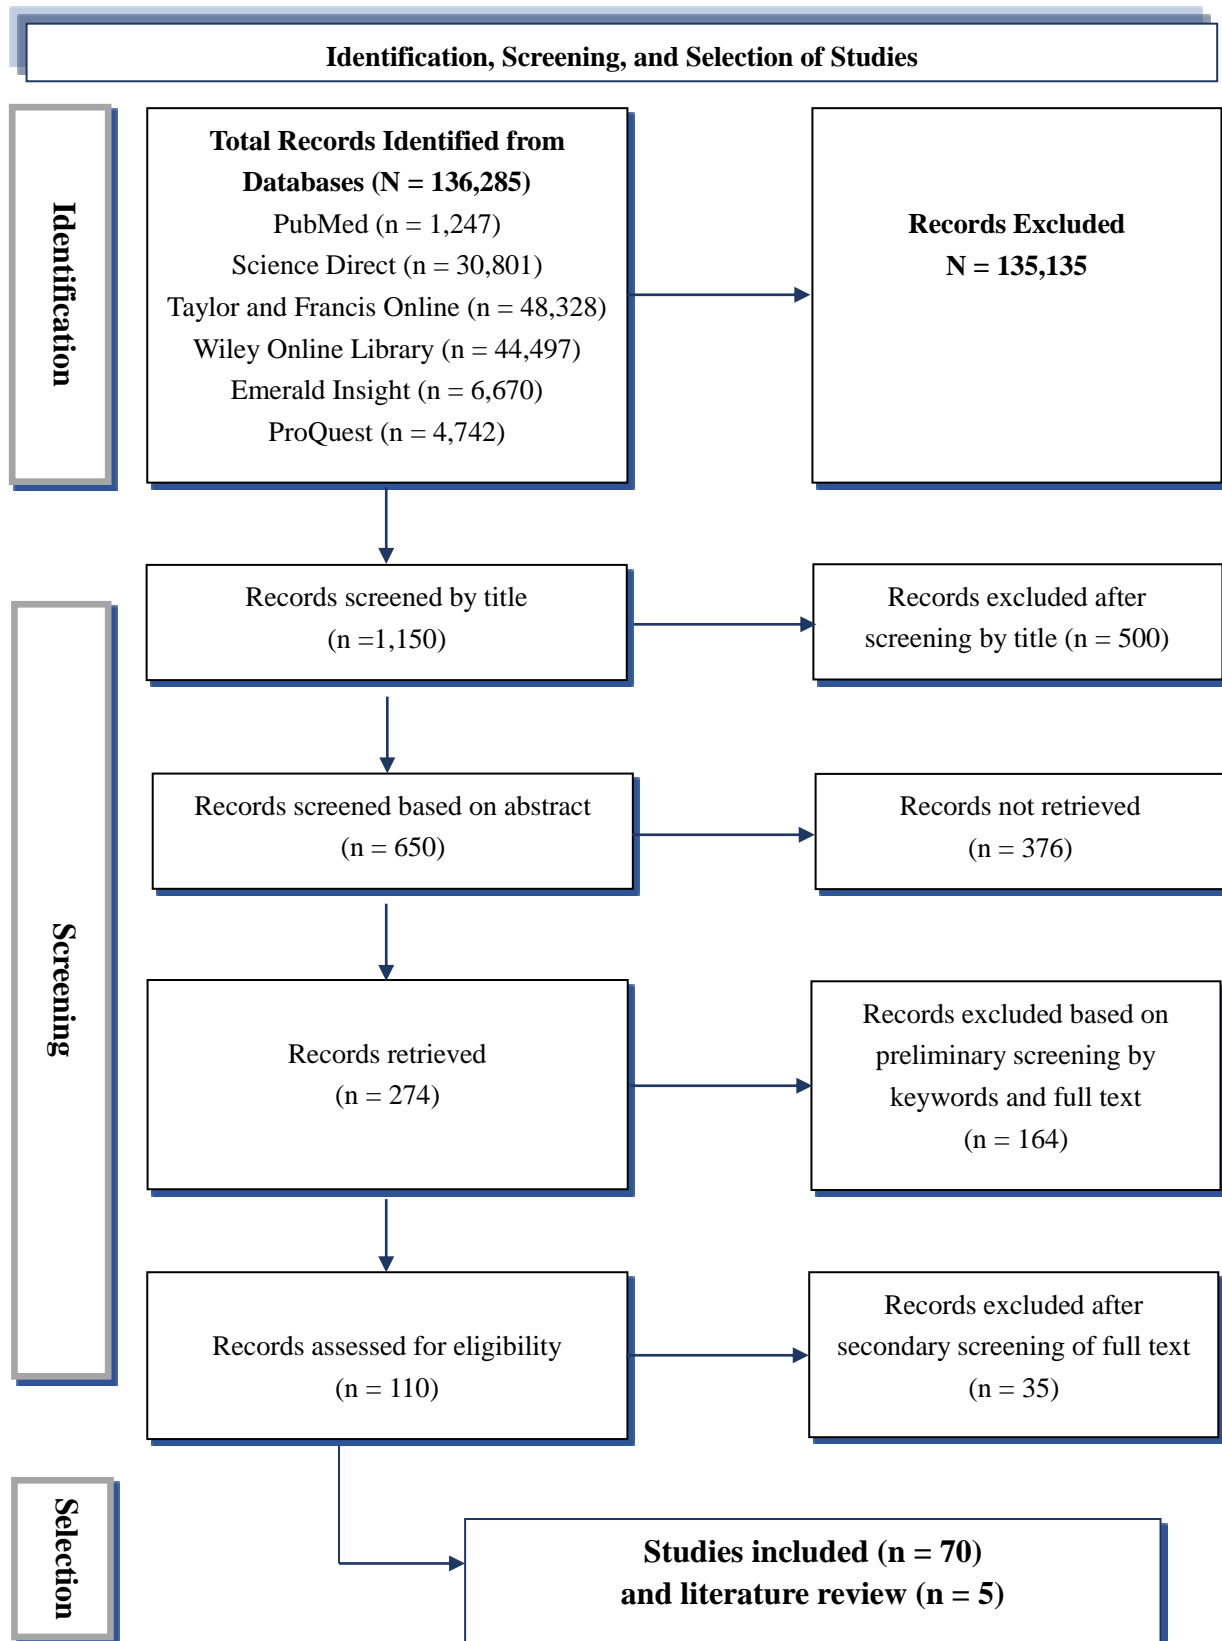 Identification, Screening, and Selection of Studies
Identification
Total Records Identified from
Databases (N = 136,285)
PubMed (n = 1,247)
Science Direct (n = 30,801)
Taylor and Francis Online (n = 48,328)
Wiley Online Library (n = 44,497)
Emerald Insight (n = 6,670)
ProQuest (n = 4,742)
Records Excluded
N = 135,135
Screening
Records screened by title
(n =1,150)
Records excluded after
screening by title (n = 500)
Records screened based on abstract
(n = 650)
Records not retrieved
(n = 376)
Records retrieved
(n = 274)
Records excluded based on
preliminary screening by
keywords and full text
(n = 164)
Records assessed for eligibility
(n = 110)
Records excluded after
secondary screening of full text
(n = 35)
Selection
Studies included (n = 70)
and literature review (n = 5)